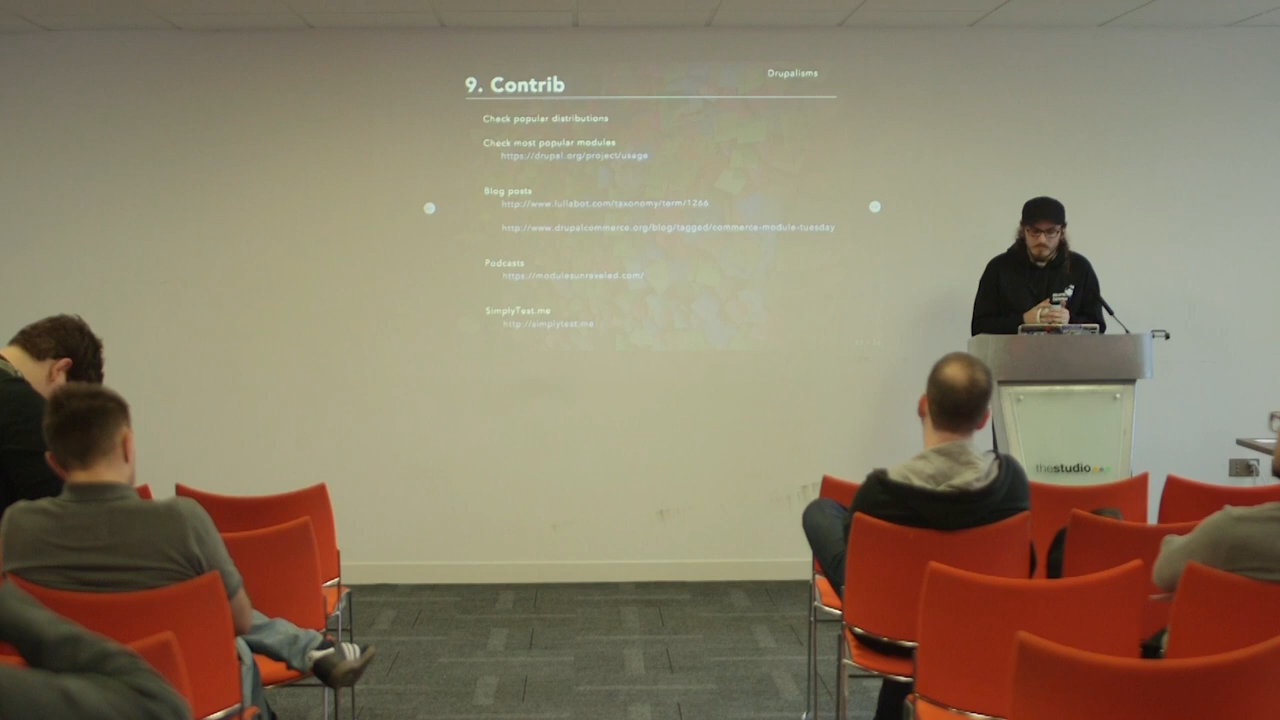 9. Contrib
Drupalisms
Check popular distributions
Check most popular modules
https://drupal.org/project/usage
Blog posts
http://www.lullabot.com/taxonomy/term/1266
http://www.drupalcommerce.org/blog/tagged/commerce-module-tuesday
Podcasts
https://modulesunraveled.com/
SimplyTest.me
http://simplytest.me
thestudio